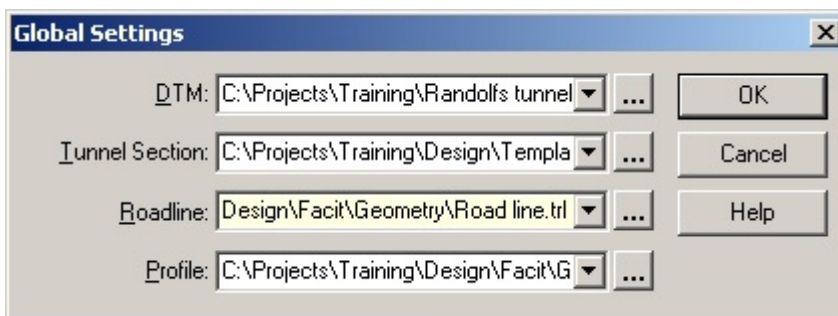 Global Settings
DTM: C:\Projects\Training\Randolfs tunnel ... OK
Tunnel Section: C:\Projects\Training\Design\Templa ... Cancel
Roadline: Design\Facit\Geometry\Road line.trl ... Help
Profile: C:\Projects\Training\Design\Facit\G ...